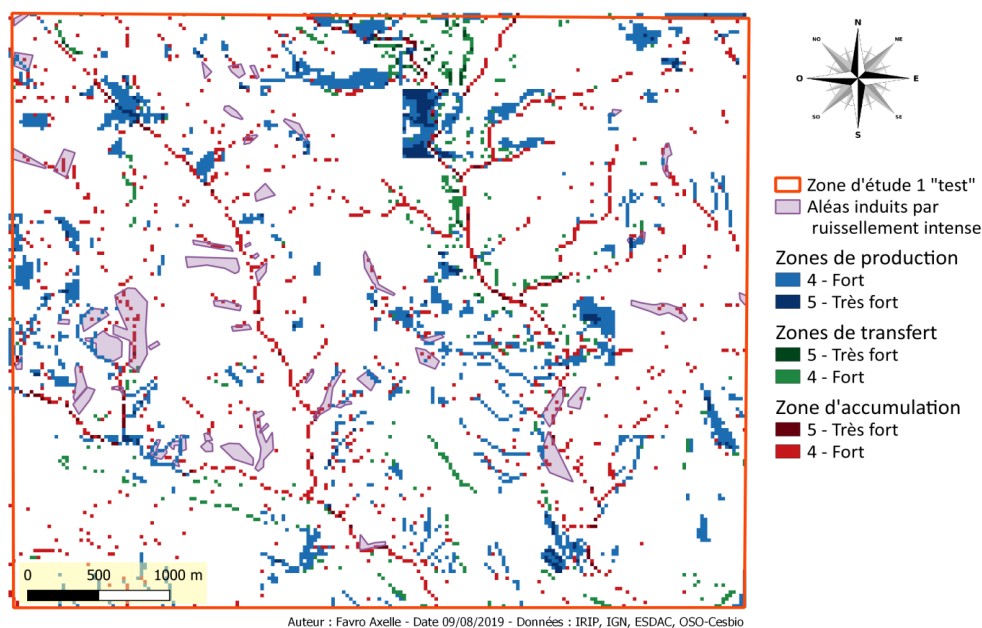 N
NO
NE
O
E
SO
SE
S
Zone d'étude 1 "test"
Aléas induits par
ruissellement intense
Zones de production
4 - Fort
5 - Très fort
Zones de transfert
5 - Très fort
4 - Fort
Zone d'accumulation
5 - Très fort
4 - Fort
0 500 1000 m
Auteur : Favro Axelle - Date 09/08/2019 - Données : IRIP, IGN, ESDAC, OSO-Cesbio